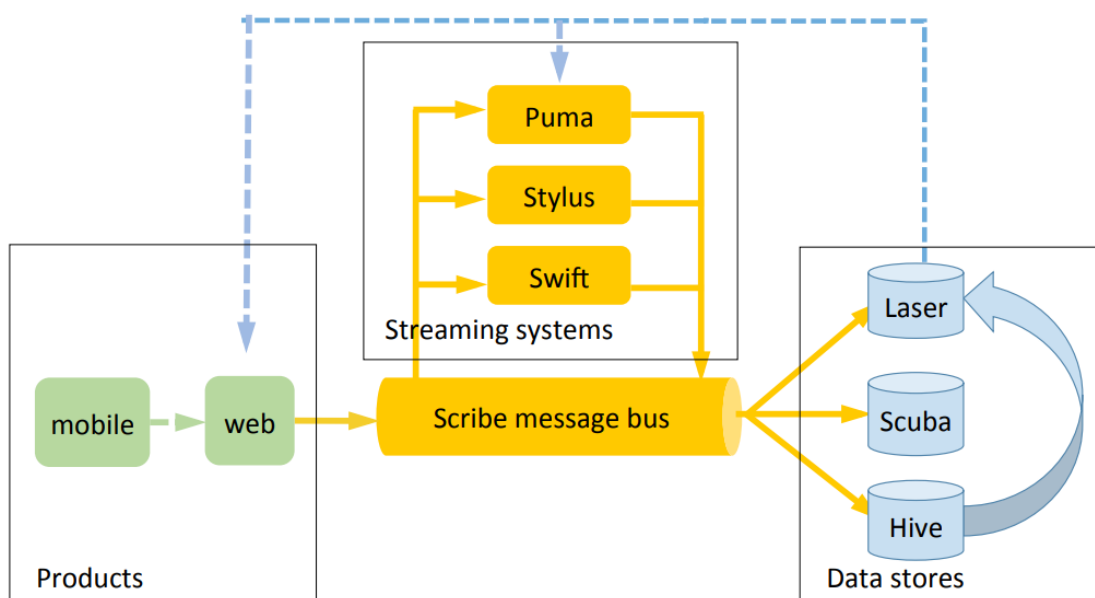 Puma
Stylus
Swift
Streaming systems
mobile
web
Scribe message bus
Products
Laser
Scuba
Hive
Data stores